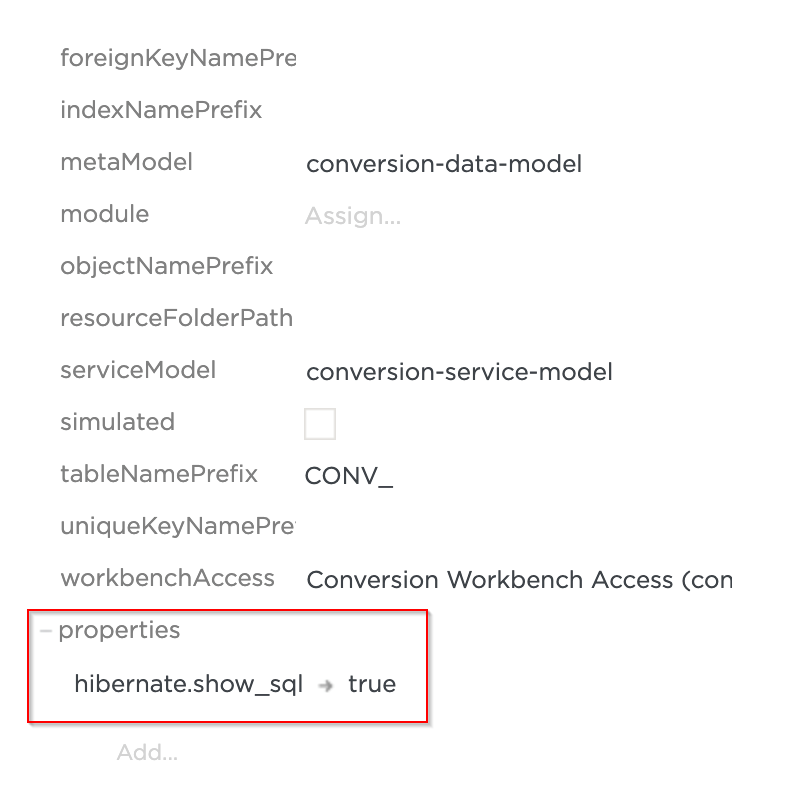 foreignKeyNamePre
indexNamePrefix
metaModel conversion-data-model
module Assign...
objectNamePrefix
resourceFolderPath
serviceModel conversion-service-model
simulated
tableNamePrefix CONV_
uniqueKeyNamePre
workbenchAccess Conversion Workbench Access (con
properties
hibernate.show_sql → true
Add...